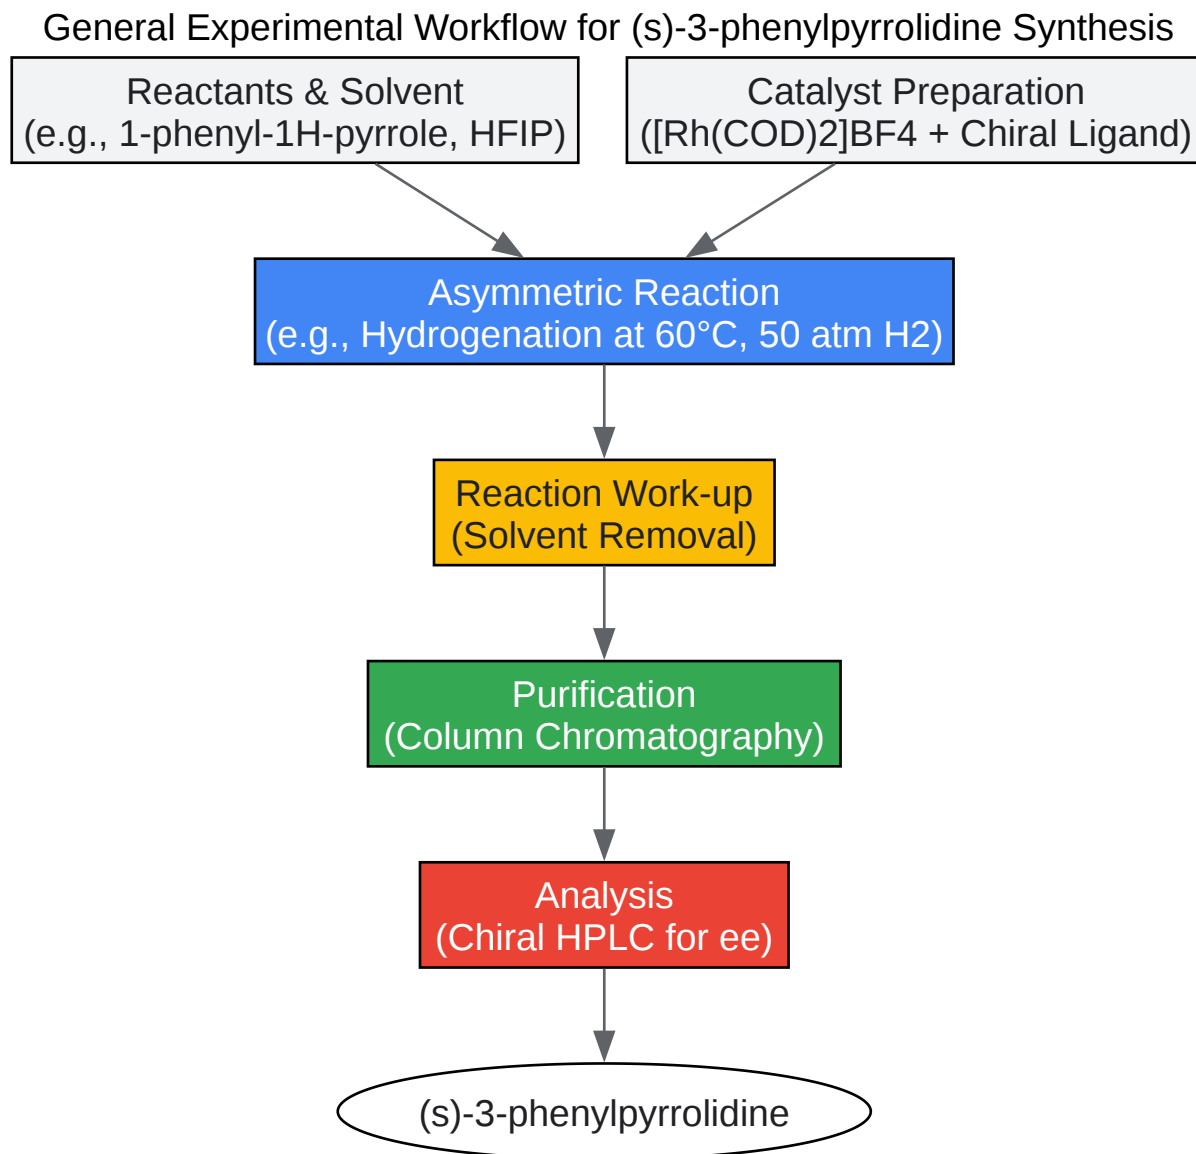 General Experimental Workflow for (s)-3-phenylpyrrolidine Synthesis
Reactants & Solvent
(e.g., 1-phenyl-1H-pyrrole, HFIP)
Catalyst Preparation
([Rh(COD)2]BF4 + Chiral Ligand)
Asymmetric Reaction
(e.g., Hydrogenation at 60°C, 50 atm H2)
Reaction Work-up
(Solvent Removal)
Purification
(Column Chromatography)
Analysis
(Chiral HPLC for ee)
(s)-3-phenylpyrrolidine